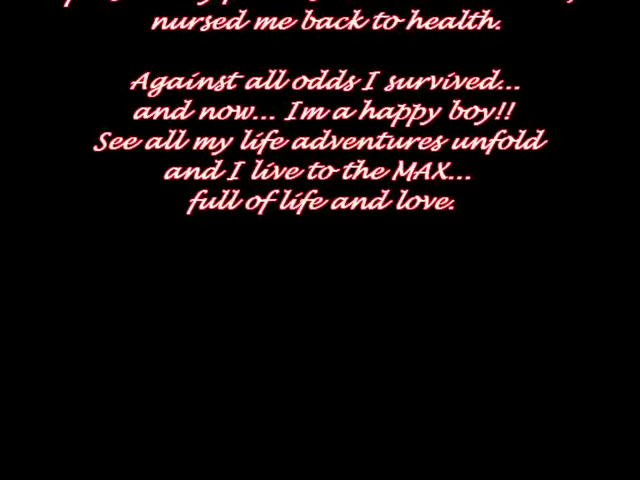 nursed me back to health.
Against all odds I survived...
and now... Im a happy boy!!
See all my life adventures unfold
and I live to the MAX...
full of life and love.